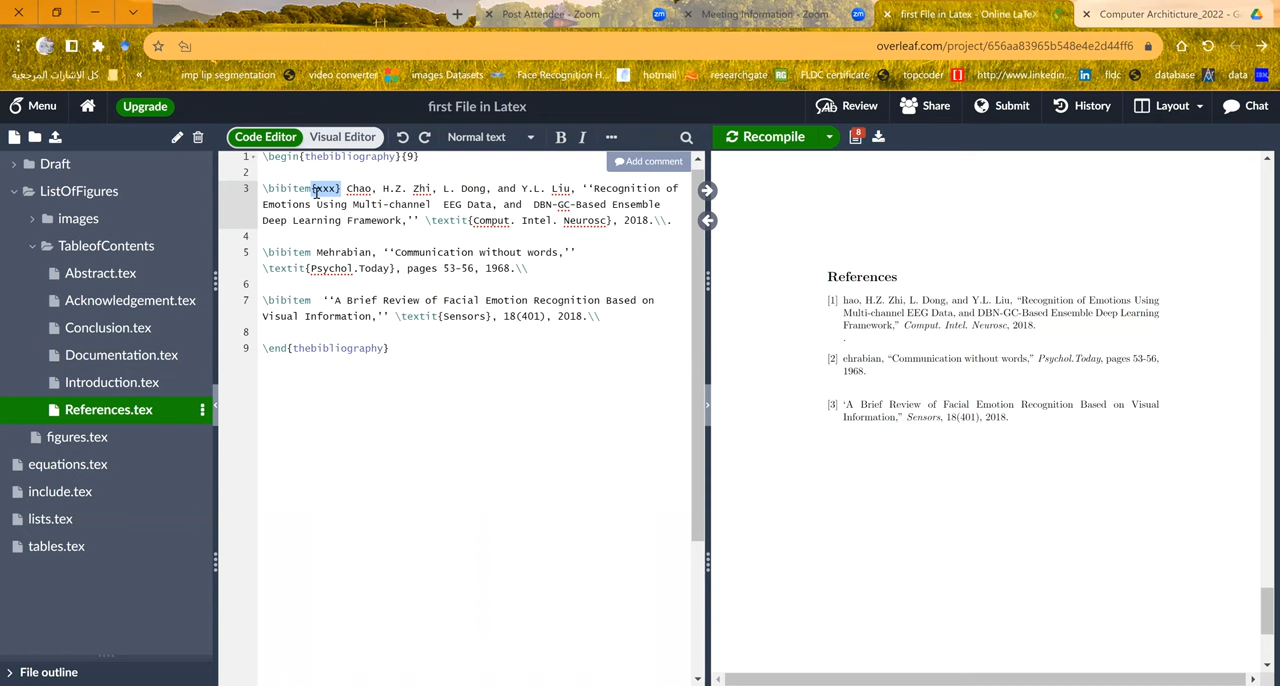 Post Attendee - Zoom
Meeting Information - Zoom
first File in Latex - Online LaTeX
Computer Architicture_2022 - G
overleaf.com/project/656aa83965b548e4e2d44ff6
كل الإشارات المرجعية
«
imp lip segmentation
video converter
images Datasets
Face Recognition H...
hotmail
researchgate
FLDC certificate
topcoder
http://www.linkedin...
fldc
database
data
Menu
Upgrade
first File in Latex
Review
Share
Submit
History
Layout
Chat
Code Editor
Visual Editor
Normal text
B
I
Recompile
8
Draft
ListOfFigures
images
TableofContents
Abstract.tex
Acknowledgement.tex
Conclusion.tex
Documentation.tex
Introduction.tex
References.tex
figures.tex
equations.tex
include.tex
lists.tex
tables.tex
File outline
Add comment
1 \begin{thebibliography}{9}
2
3 \bibitem{xxx} Chao, H.Z. Zhi, L. Dong, and Y.L. Liu, ‘‘Recognition of
Emotions Using Multi-channel  EEG Data, and  DBN-GC-Based Ensemble
Deep Learning Framework,’’ \textit{Comput. Intel. Neurosc}, 2018.\\.
4
5 \bibitem Mehrabian, ‘‘Communication without words,’’
\textit{Psychol.Today}, pages 53-56, 1968.\\
6
7 \bibitem  ‘‘A Brief Review of Facial Emotion Recognition Based on
Visual Information,’’ \textit{Sensors}, 18(401), 2018.\\
8
9 \end{thebibliography}
References
[1] hao, H.Z. Zhi, L. Dong, and Y.L. Liu, “Recognition of Emotions Using
Multi-channel EEG Data, and DBN-GC-Based Ensemble Deep Learning
Framework,” Comput. Intel. Neurosc, 2018.
.
[2] ehrabian, “Communication without words,” Psychol.Today, pages 53-56,
1968.
[3] ‘A Brief Review of Facial Emotion Recognition Based on Visual
Information,” Sensors, 18(401), 2018.